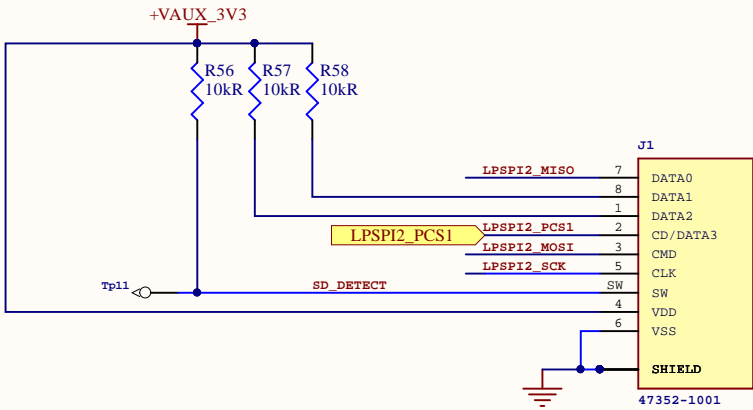 +VAUX_3V3
R56
10kR
R57
10kR
R58
10kR
J1
LPSPI2_MISO 7 DATA0
8 DATA1
1 DATA2
LPSPI2_PCS1 LPSPI2_PCS1 2 CD/DATA3
LPSPI2_MOSI 3 CMD
LPSPI2_SCK 5 CLK
Tp11 SD_DETECT SW SW
4 VDD
6 VSS
SHIELD
47352-1001